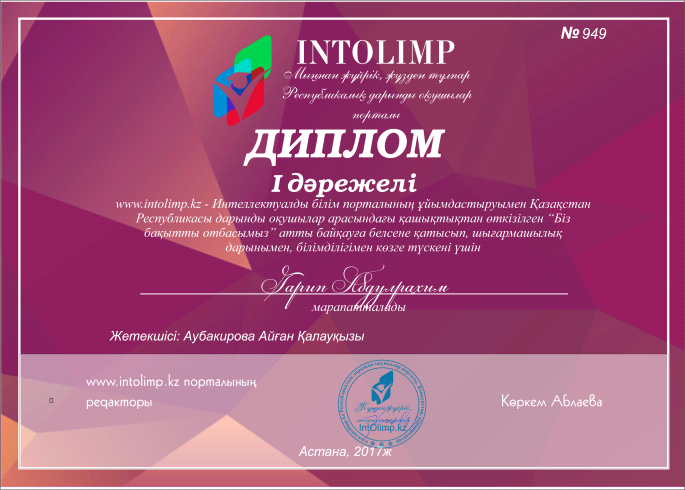 № 949
INTOLIMP
Мыңнан жүйрік, жүзден тұлпар
Республикалық дарынды оқушылар
порталы
ДИПЛОМ
І дәрежелі
www.intolimp.kz - Интеллектуалды білім порталының ұйымдастыруымен Қазақстан
Республикасы дарынды оқушылар арасындағы қашықтықтан өткізілген “Біз
бақытты отбасымыз” атты байқауға белсене қатысып, шығармашылық
дарынымен, білімділігімен көзге түскені үшін
Гарип Абдулрахим
марапатталады
Жетекшісі: Аубакирова Айған Қалауқызы
www.intolimp.kz порталының
редакторы
IntOlimp.kz
Көркем Аблаева
Астана, 2017ж